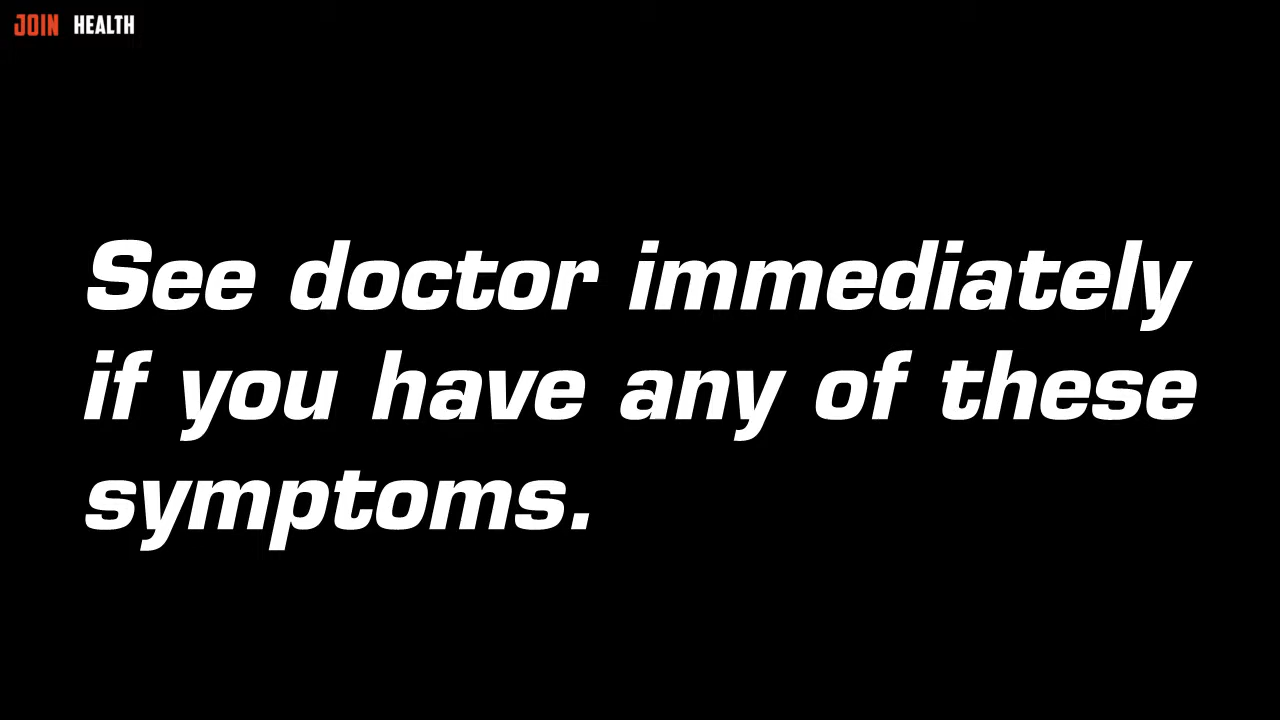 JOIN HEALTH
See doctor immediately
if you have any of these
symptoms.